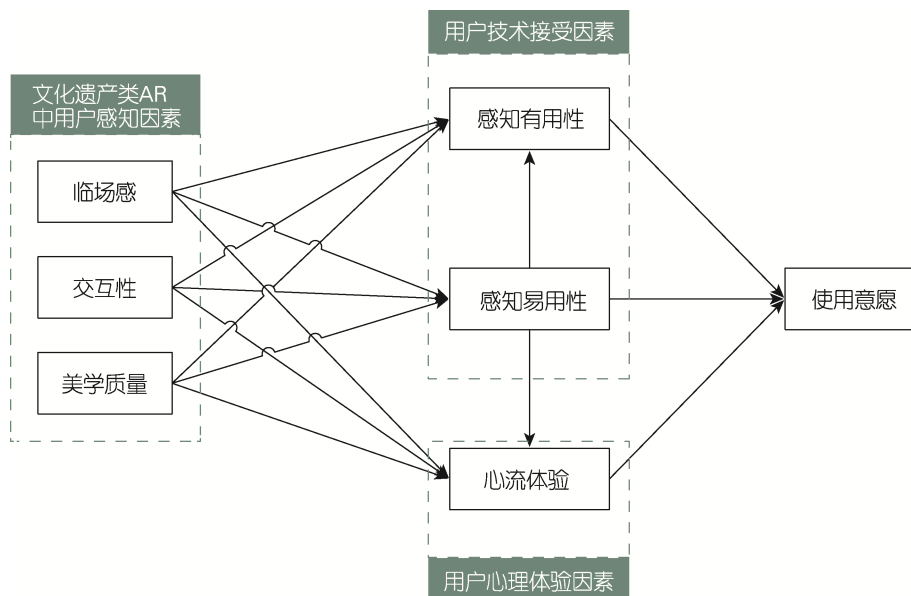 用户技术接受因素
文化遗产类AR
中用户感知因素
感知有用性
临场感
交互性
感知易用性
使用意愿
美学质量
心流体验
用户心理体验因素